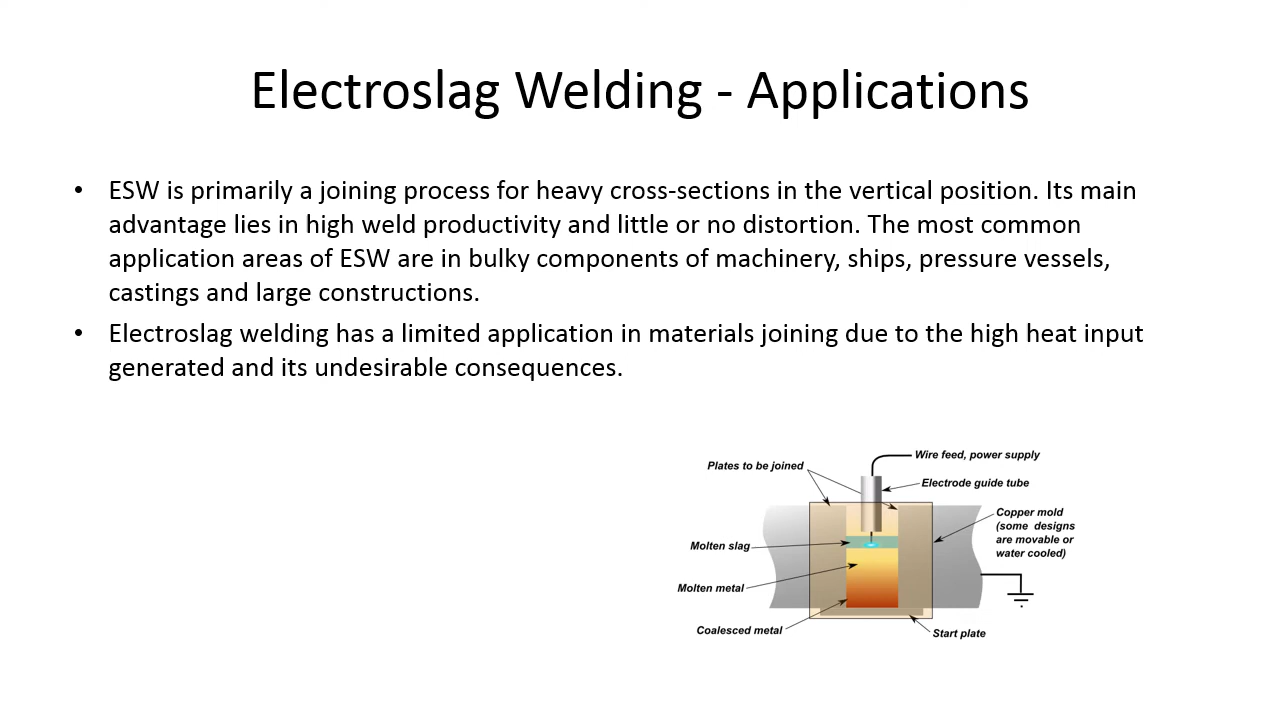 Electroslag Welding - Applications
• ESW is primarily a joining process for heavy cross-sections in the vertical position. Its main
advantage lies in high weld productivity and little or no distortion. The most common
application areas of ESW are in bulky components of machinery, ships, pressure vessels,
castings and large constructions.
• Electroslag welding has a limited application in materials joining due to the high heat input
generated and its undesirable consequences.
Wire feed, power supply
Plates to be joined
Electrode guide tube
Copper mold
(some designs
are movable or
water cooled)
Molten slag
Molten metal
Coalesced metal
Start plate